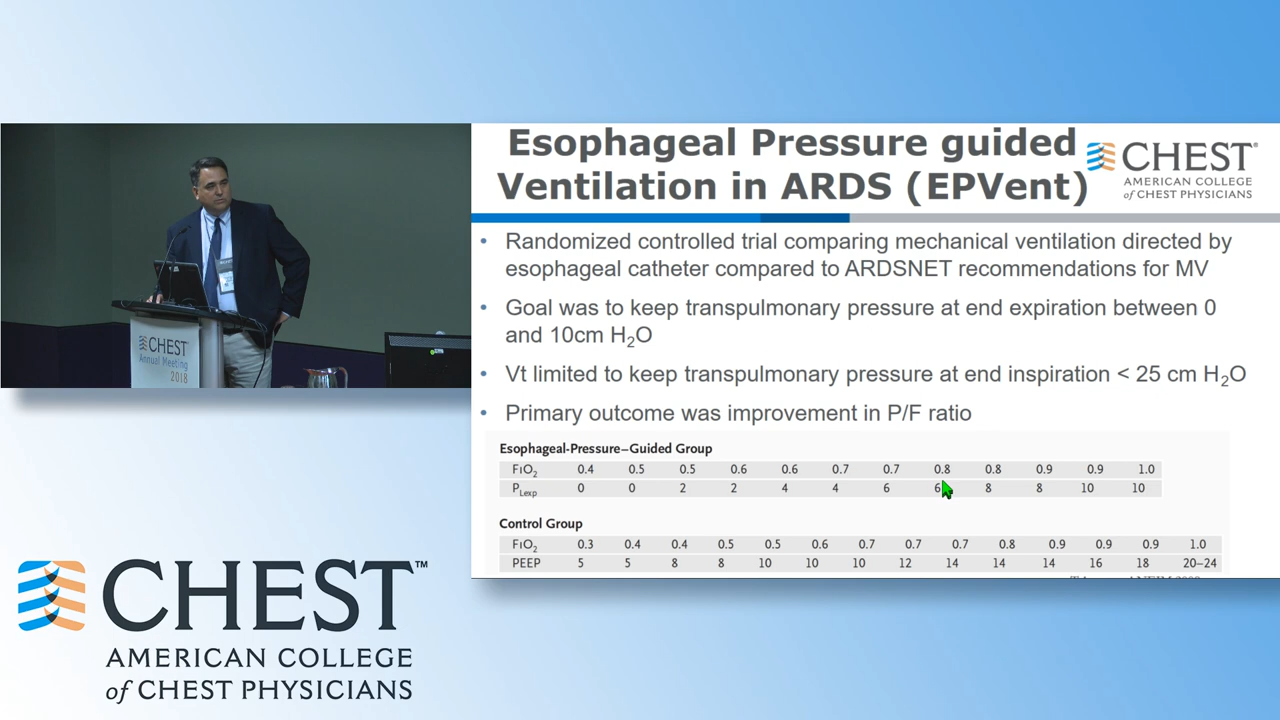 Esophageal Pressure guided
Ventilation in ARDS (EPVent)
CHEST®
AMERICAN COLLEGE
of CHEST PHYSICIANS
• Randomized controlled trial comparing mechanical ventilation directed by
esophageal catheter compared to ARDSNET recommendations for MV
• Goal was to keep transpulmonary pressure at end expiration between 0
and 10cm H₂O
• Vt limited to keep transpulmonary pressure at end inspiration < 25 cm H₂O
• Primary outcome was improvement in P/F ratio
Esophageal-Pressure–Guided Group
FIO₂ 0.4 0.5 0.5 0.6 0.6 0.7 0.7 0.8 0.8 0.9 0.9 1.0
PLexp 0 0 2 2 4 4 6 6 8 8 10 10
Control Group
FIO₂ 0.3 0.4 0.4 0.5 0.5 0.6 0.7 0.7 0.7 0.8 0.9 0.9 0.9 1.0
PEEP 5 5 8 8 10 10 10 12 14 14 14 16 18 20–24
CHEST
Annual Meeting
2018
CHEST™
AMERICAN COLLEGE
of CHEST PHYSICIANS